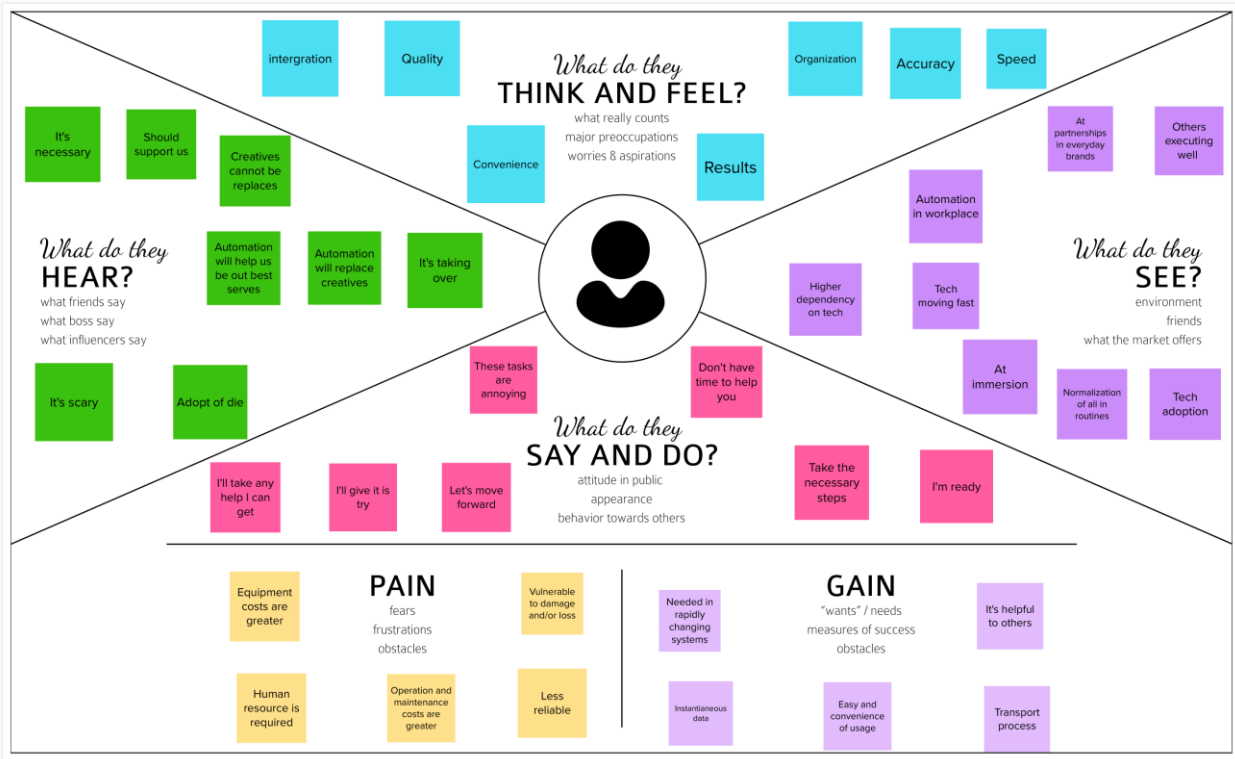 intergration
Quality
What do they
THINK AND FEEL?
what really counts
major preoccupations
worries & aspirations
Organization
Accuracy
Speed
Convenience
Results
It's
necessary
Should
support us
Creatives
cannot be
replaces
What do they
HEAR?
what friends say
what boss say
what influencers say
Automation
will help us
be out best
serves
Automation
will replace
creatives
It's taking
over
It's scary
Adopt of die
At
partnerships
in everyday
brands
Others
executing
well
Automation
in workplace
What do they
SEE?
environment
friends
what the market offers
Higher
dependency
on tech
Tech
moving fast
At
immersion
Normalization
of all in
routines
Tech
adoption
These tasks
are
annoying
Don't have
time to help
you
What do they
SAY AND DO?
attitude in public
appearance
behavior towards others
I'll take any
help I can
get
I'll give it is
try
Let's move
forward
Take the
necessary
steps
I'm ready
PAIN
fears
frustrations
obstacles
Equipment
costs are
greater
Vulnerable
to damage
and/or loss
Human
resource is
required
Operation and
maintenance
costs are
greater
Less
reliable
GAIN
"wants" / needs
measures of success
obstacles
Needed in
rapidly
changing
systems
It's helpful
to others
Instantaneous
data
Easy and
convenience
of usage
Transport
process